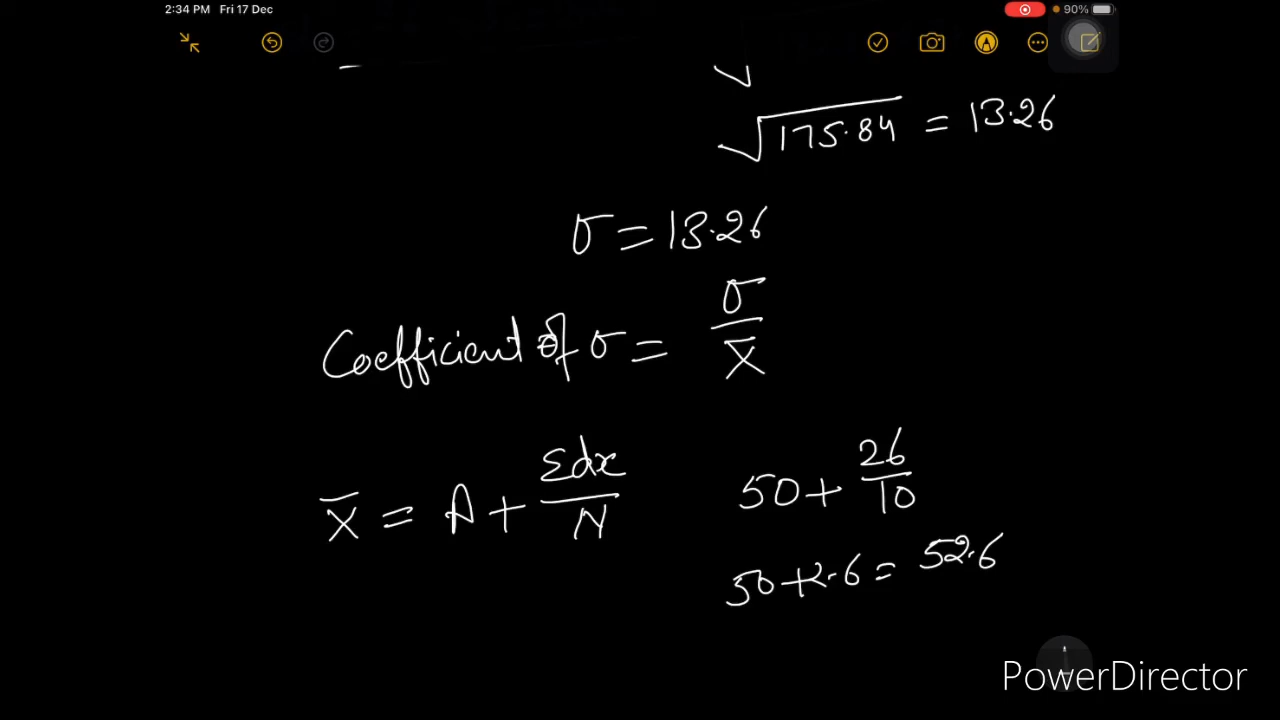 2:34 PM Fri 17 Dec 90%
√175.84 = 13.26
σ = 13.26
Coefficient of σ = σ/X̄
X̄ = A + Σdx/N
50 + 26/10
50+2.6 = 52.6
PowerDirector